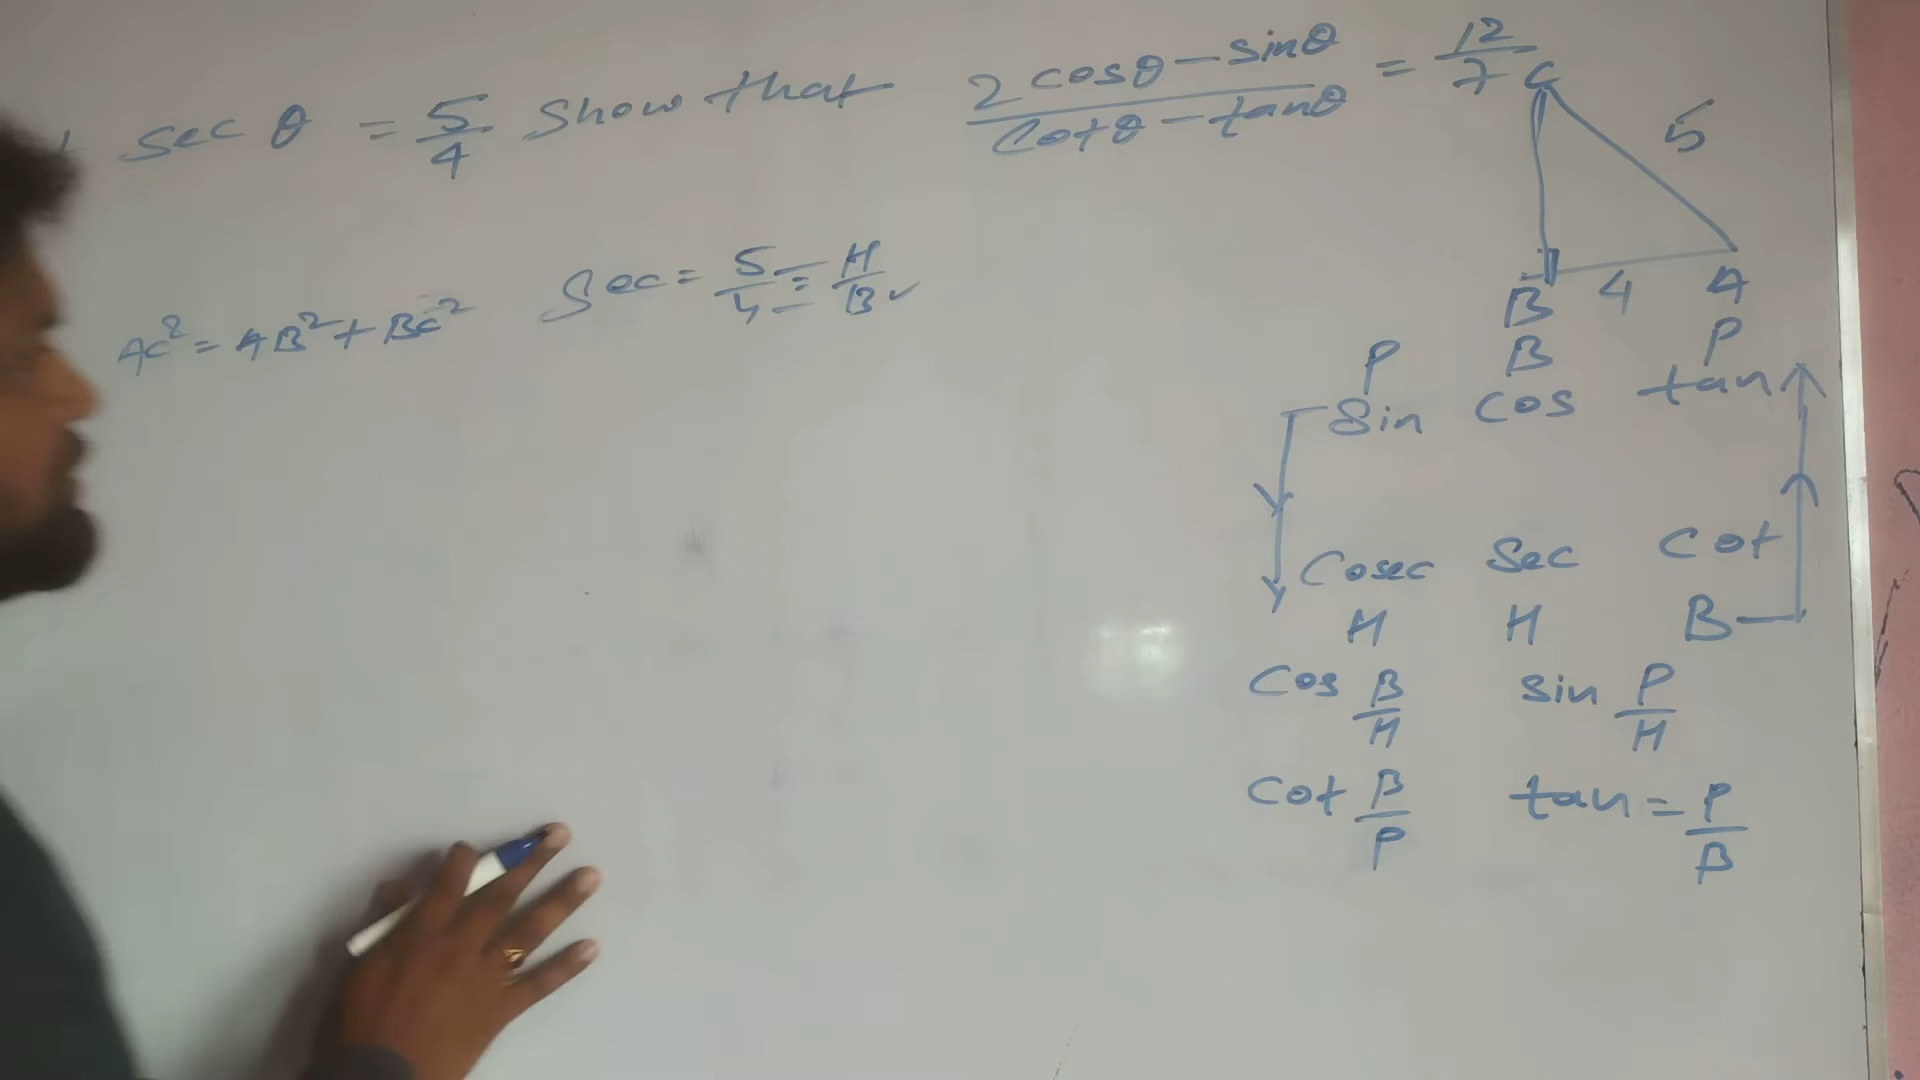 sec θ = 5/4 Show that (2 cosθ - sinθ)/(cotθ - tanθ) = 12/7
C
5
AC² = AB² + BC² Sec = 5/4 = H/B ✓
B 4 A
P B P
Sin Cos tan
Cosec Sec Cot
H H B
Cos B/H Sin P/H
Cot B/P tan = P/B